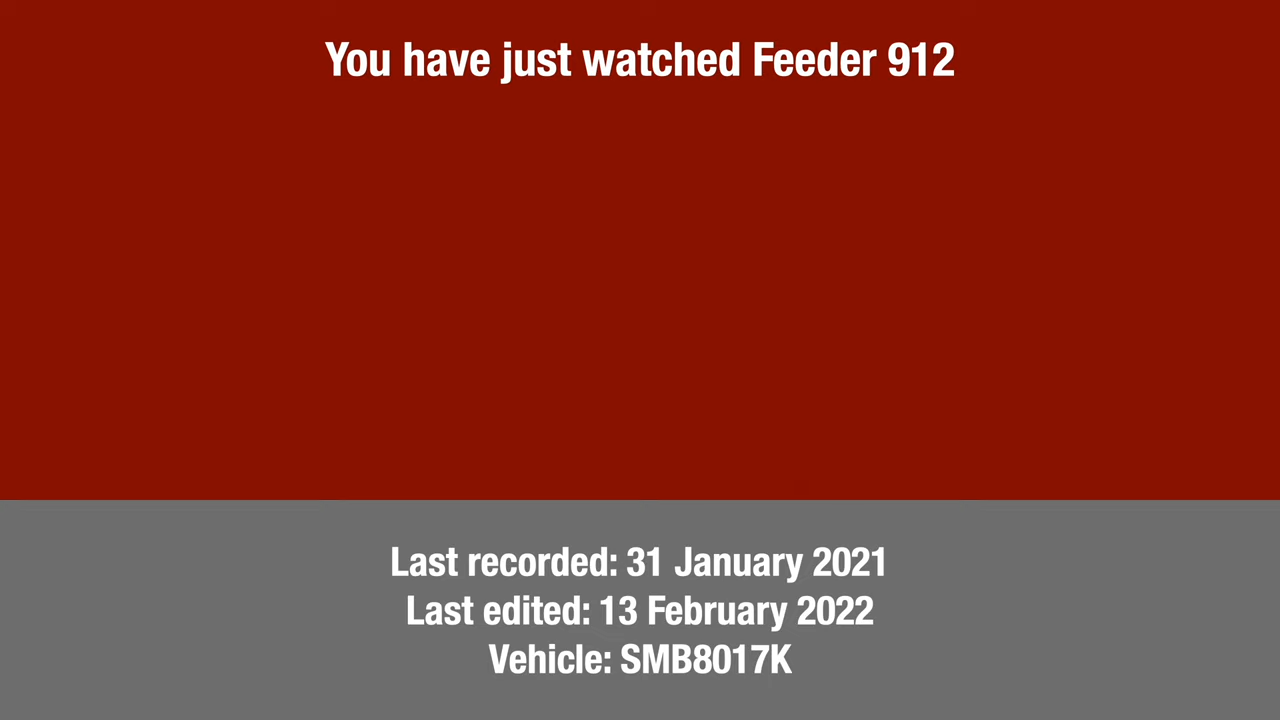 You have just watched Feeder 912
Last recorded: 31 January 2021
Last edited: 13 February 2022
Vehicle: SMB8017K